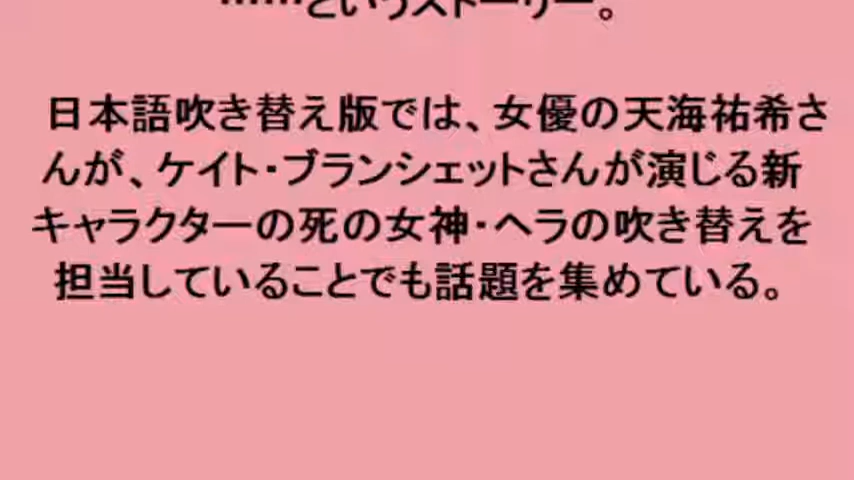 ……というストーリー。
日本語吹き替え版では、女優の天海祐希さ
んが、ケイト・ブランシェットさんが演じる新
キャラクターの死の女神・ヘラの吹き替えを
担当していることでも話題を集めている。